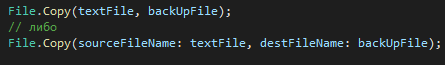 File.Copy(textFile, backUpFile);
// либо
File.Copy(sourceFileName: textFile, destFileName: backUpFile);